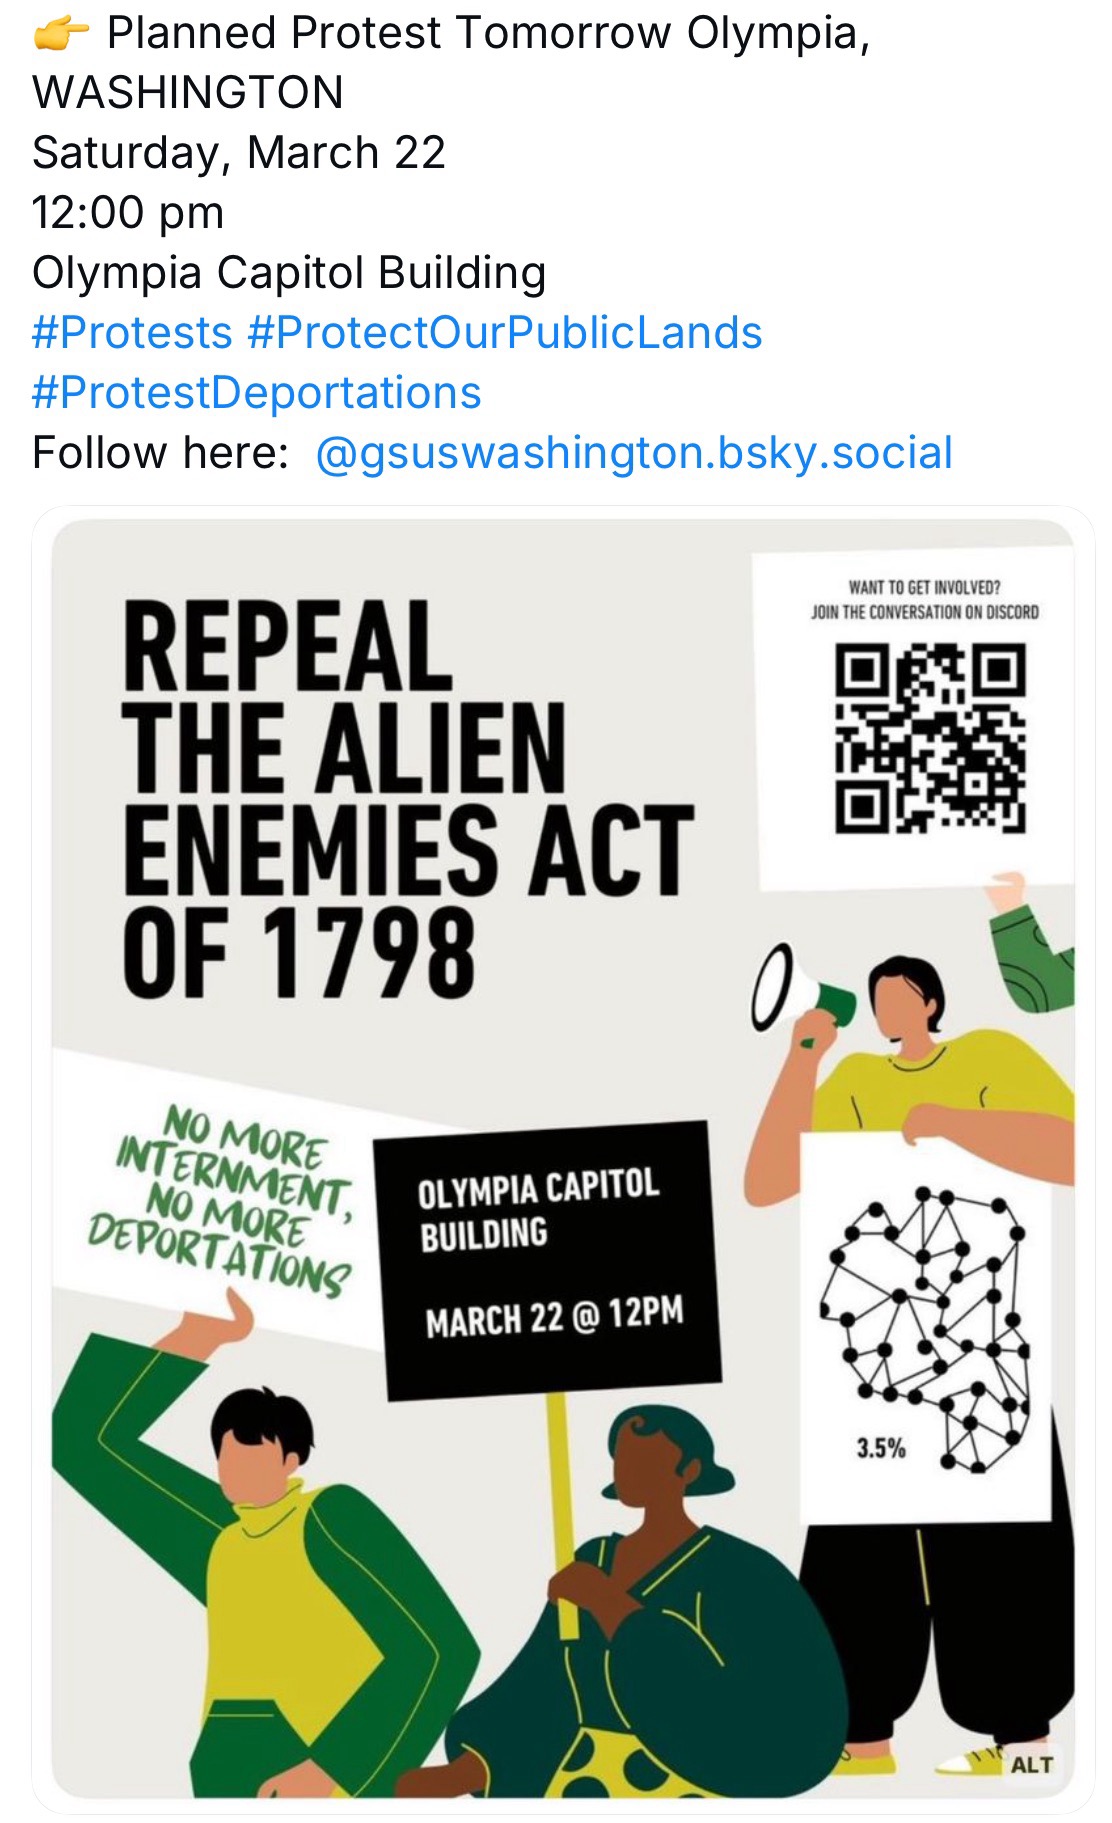 👉 Planned Protest Tomorrow Olympia,
WASHINGTON
Saturday, March 22
12:00 pm
Olympia Capitol Building
#Protests #ProtectOurPublicLands
#ProtestDeportations
Follow here: @gsuswashington.bsky.social
REPEAL
THE ALIEN
ENEMIES ACT
OF 1798
WANT TO GET INVOLVED?
JOIN THE CONVERSATION ON DISCORD
NO MORE
INTERNMENT,
NO MORE
DEPORTATIONS
OLYMPIA CAPITOL
BUILDING
MARCH 22 @ 12PM
3.5%
ALT